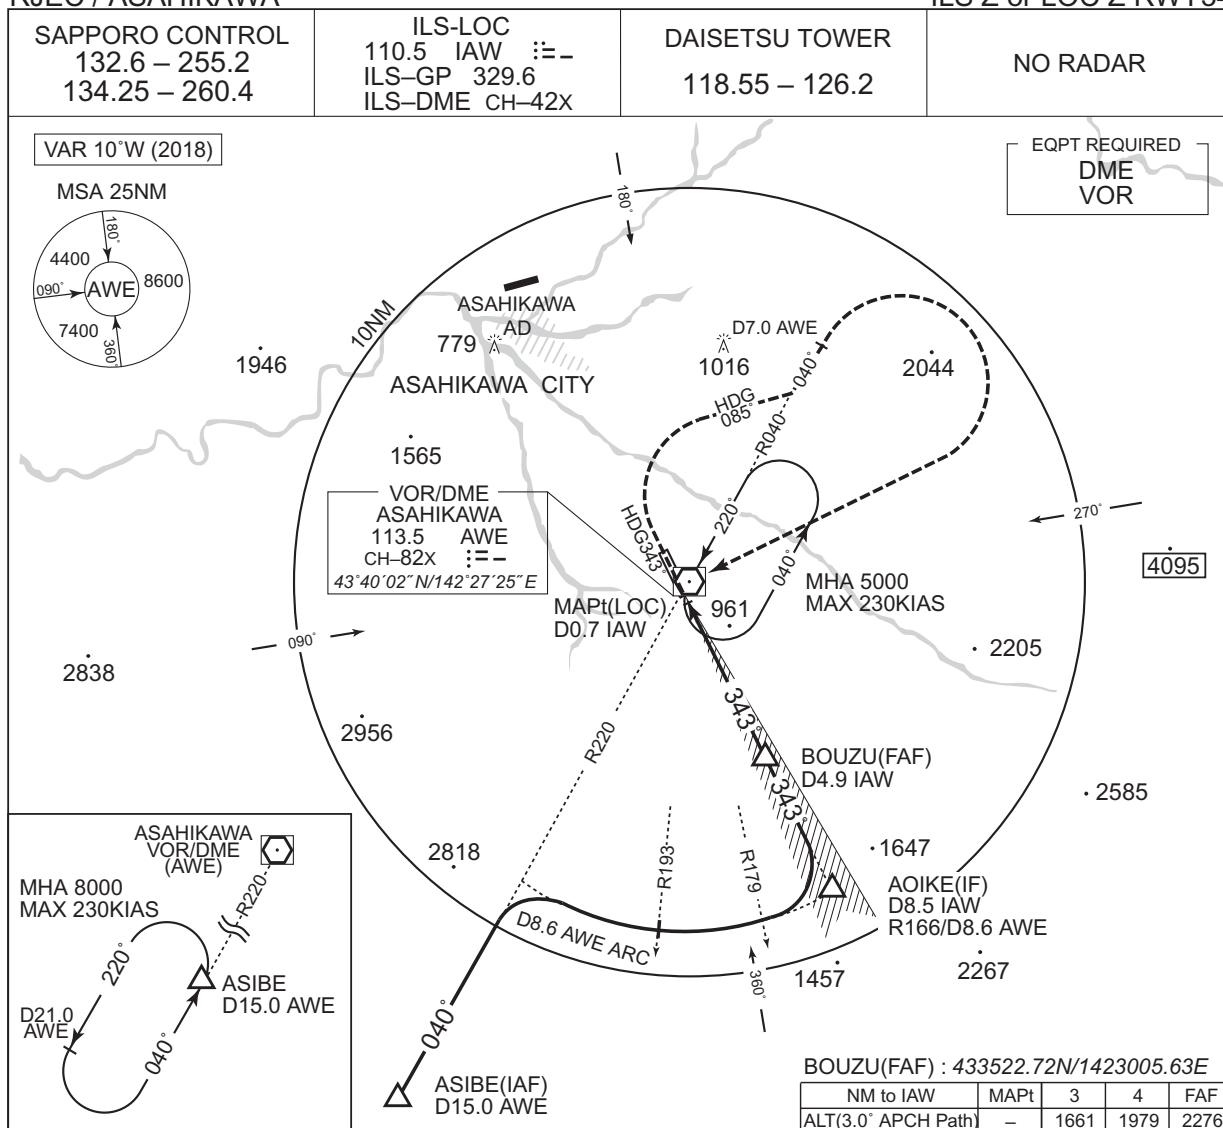 RJEC / ASAHIKAWA
ILS Z or LOC Z RWY
SAPPORO CONTROL
132.6 – 255.2
134.25 – 260.4
ILS-LOC
110.5 IAW
ILS–GP 329.6
ILS–DME CH–42X
DAISETSU TOWER
118.55 – 126.2
NO RADAR
VAR 10°W (2018)
MSA 25NM
180°
4400
090°
AWE
8600
7400
360°
EQPT REQUIRED
DME
VOR
180°
10NM
ASAHIKAWA
AD
779
1946
ASAHIKAWA CITY
D7.0 AWE
1016
040°
2044
HDG
085°
R040
1565
VOR/DME
ASAHIKAWA
113.5 AWE
CH–82X
43°40′02″N/142°27′25″E
HDG343°
220°
270°
040°
4095
MAPt(LOC)
D0.7 IAW
961
MHA 5000
MAX 230KIAS
090°
2205
2838
343°
2956
R220
BOUZU(FAF)
D4.9 IAW
343°
2585
2818
R193
R179
1647
AOIKE(IF)
D8.5 IAW
R166/D8.6 AWE
D8.6 AWE ARC
1457
360°
2267
040°
ASIBE(IAF)
D15.0 AWE
ASAHIKAWA
VOR/DME
(AWE)
MHA 8000
MAX 230KIAS
R220
220°
ASIBE
D15.0 AWE
D21.0
AWE
040°
BOUZU(FAF) : 433522.72N/1423005.63E
NM to IAW MAPt 3 4 FAF
ALT(3.0° APCH Path) – 1661 1979 2276